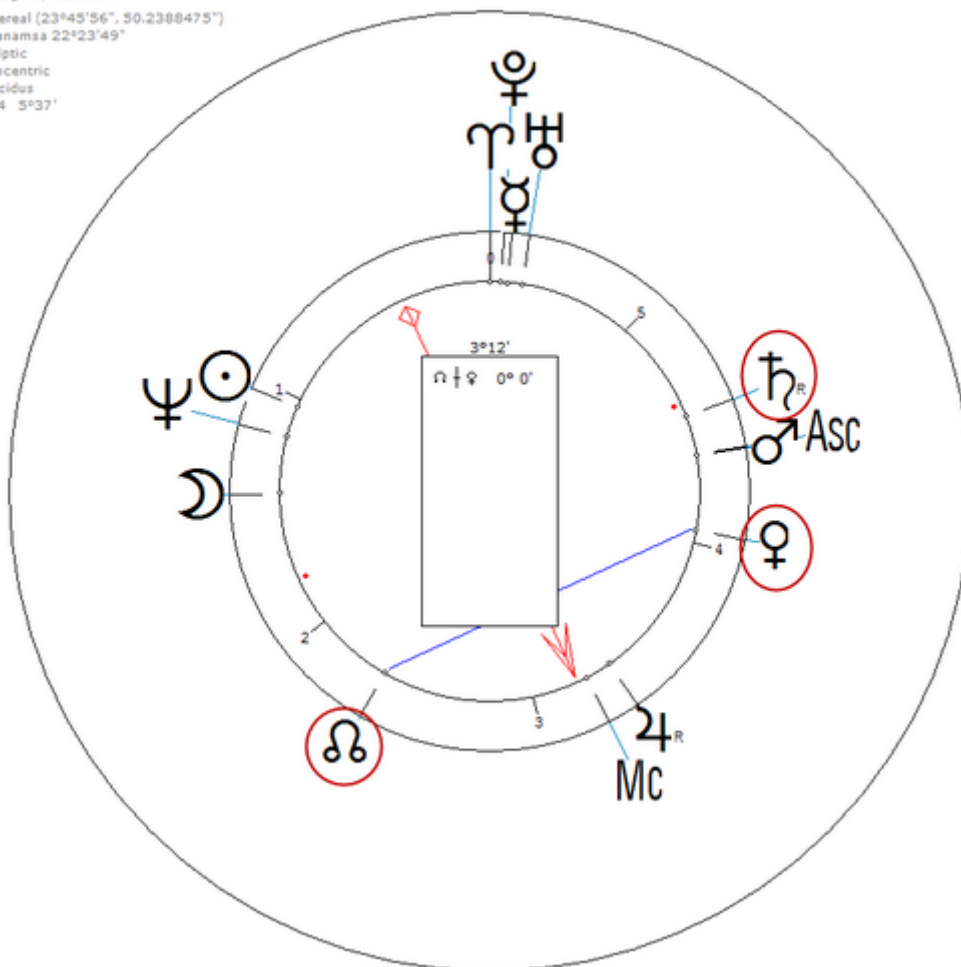 ereal (23°45'56", 50.2388475")
anamsa 22°23'49"
iptic
ocentric
cidus
4 5°37'
♇
♈ ♅
☿
0
5
3°12'
☊ ♀ 0° 0'
♄R
☉
♆
1
♂ Asc
☽
♀
4
2
3
☊
♃R
Mc